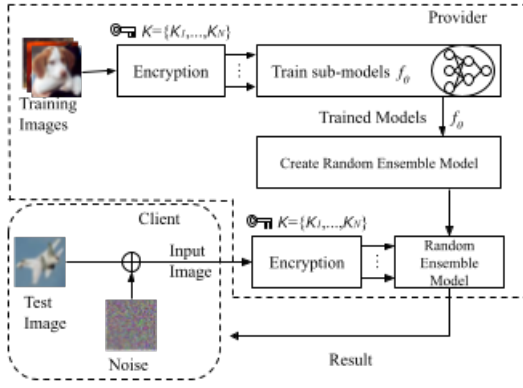 Provider
K={K1,...,KN}
Encryption
Train sub-models fθ
Training
Images
Trained Models fθ
Create Random Ensemble Model
Client
K={K1,...,KN}
Input
Image
Encryption
Random
Ensemble
Model
Test
Image
Noise
Result